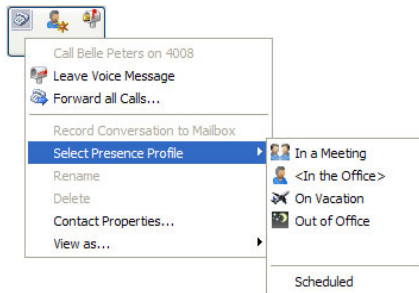 Call Belle Peters on 4008
Leave Voice Message
Forward all Calls...
Record Conversation to Mailbox
Select Presence Profile
Rename
Delete
Contact Properties...
View as...
In a Meeting
<In the Office>
On Vacation
Out of Office
Scheduled